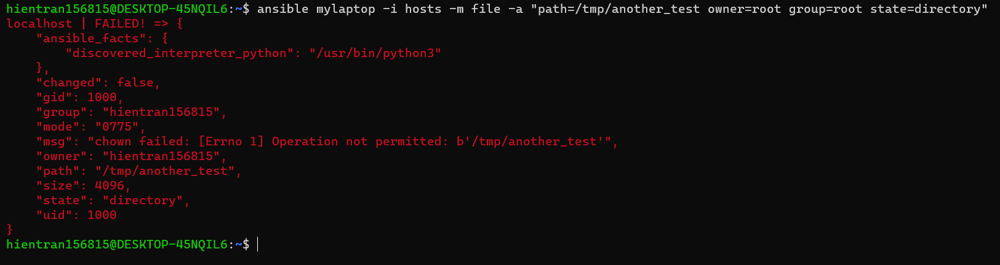 hientran156815@DESKTOP-45NQIL6:~$ ansible mylaptop -i hosts -m file -a "path=/tmp/another_test owner=root group=root state=directory"
localhost | FAILED! => {
    "ansible_facts": {
        "discovered_interpreter_python": "/usr/bin/python3"
    },
    "changed": false,
    "gid": 1000,
    "group": "hientran156815",
    "mode": "0775",
    "msg": "chown failed: [Errno 1] Operation not permitted: b'/tmp/another_test'",
    "owner": "hientran156815",
    "path": "/tmp/another_test",
    "size": 4096,
    "state": "directory",
    "uid": 1000
}
hientran156815@DESKTOP-45NQIL6:~$